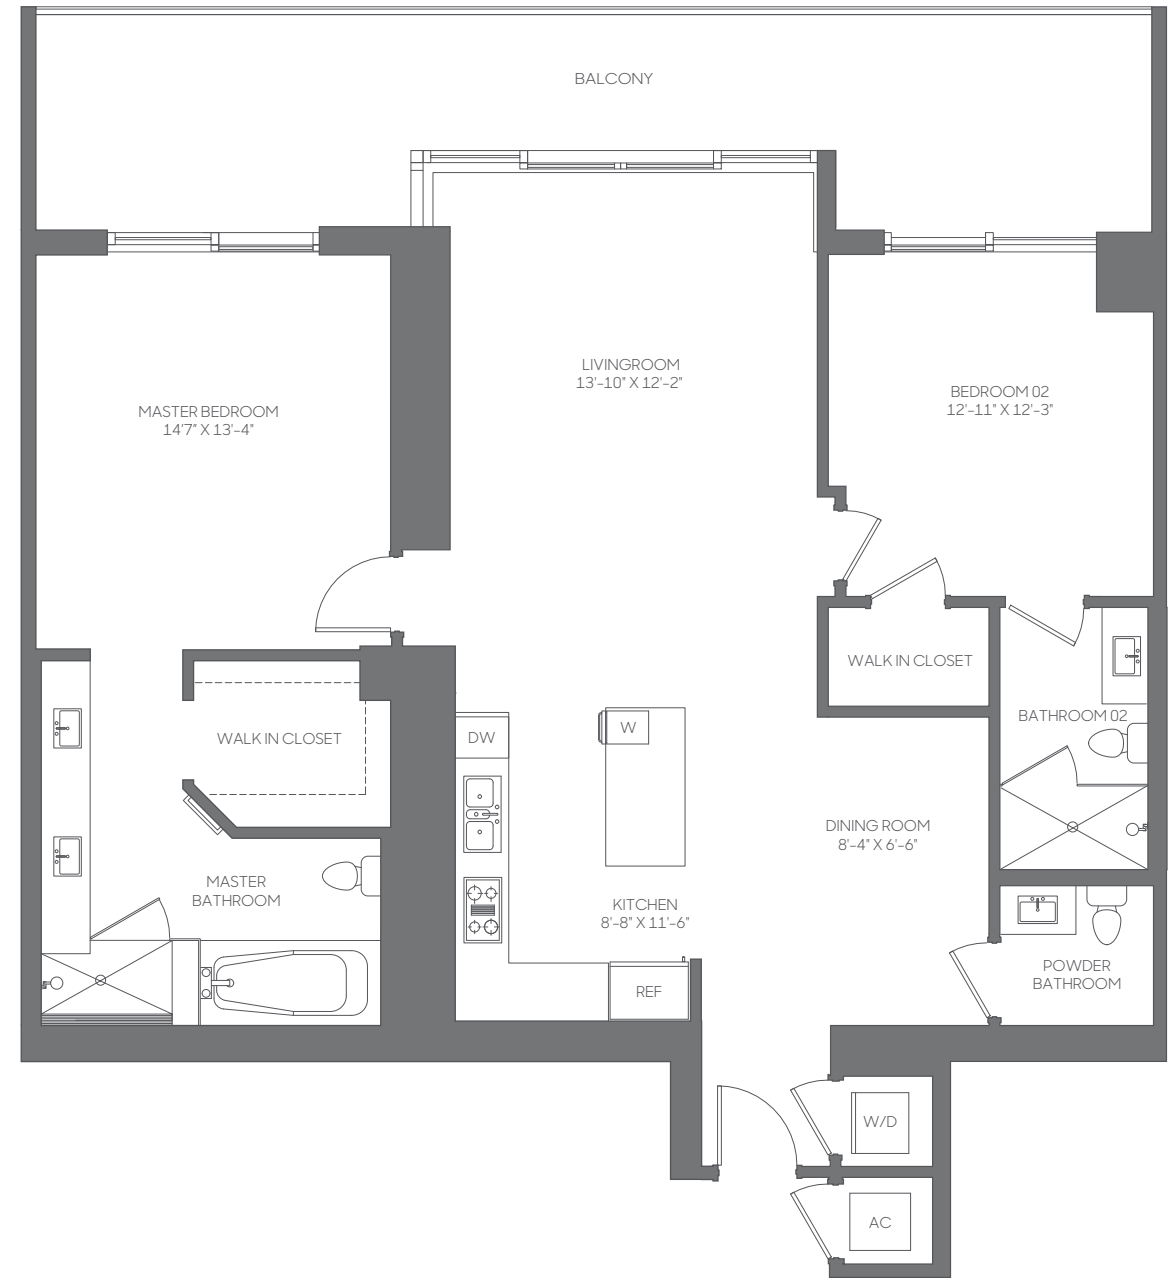 BALCONY
LIVINGROOM
13'-10" X 12'-2"
BEDROOM 02
12'-11" X 12'-3"
MASTER BEDROOM
14'7" X 13'-4"
WALK IN CLOSET
BATHROOM 02
WALK IN CLOSET
DW
W
DINING ROOM
8'-4" X 6'-6"
MASTER
BATHROOM
KITCHEN
8'-8" X 11'-6"
POWDER
BATHROOM
REF
W/D
AC